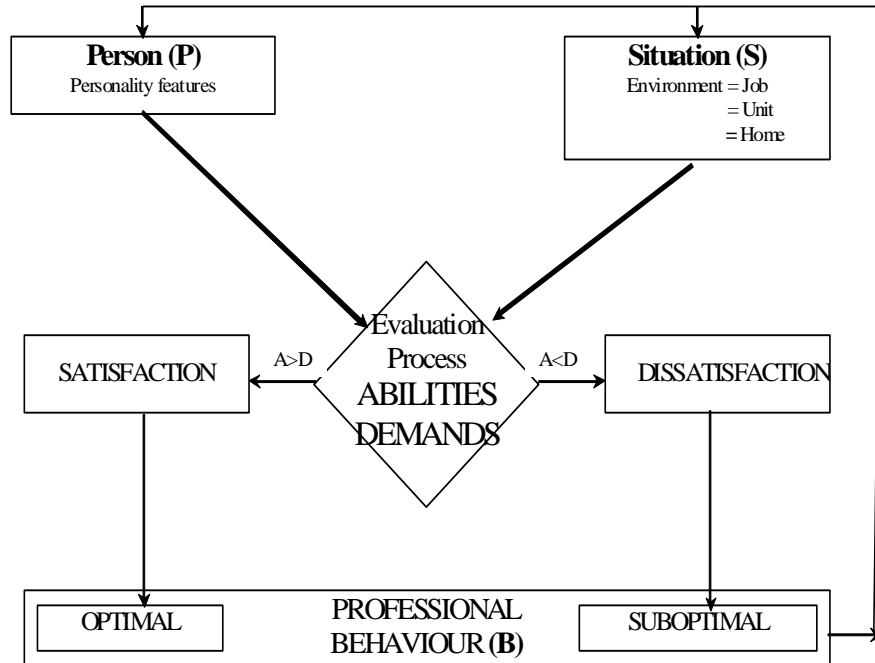 Person (P)
Personality features
Situation (S)
Environment = Job
= Unit
= Home
Evaluation
Process
ABILITIES
DEMANDS
A>D
A<D
SATISFACTION
DISSATISFACTION
PROFESSIONAL
BEHAVIOUR (B)
OPTIMAL
SUBOPTIMAL